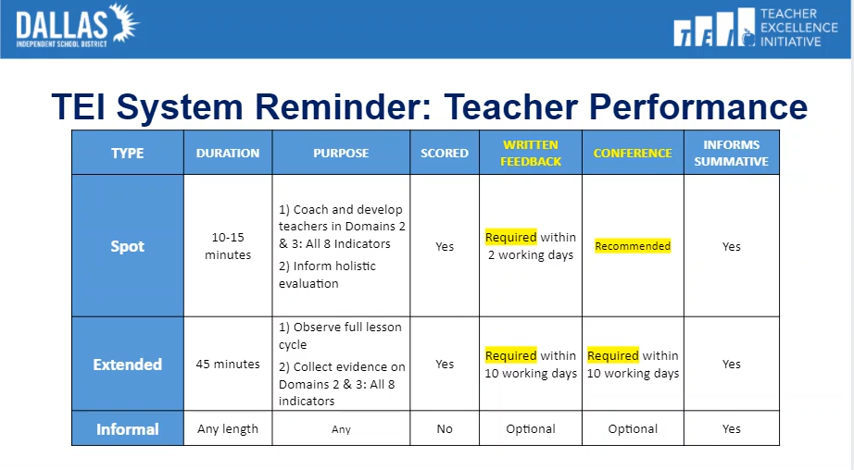 DALLAS
INDEPENDENT SCHOOL DISTRICT
TEI
TEACHER
EXCELLENCE
INITIATIVE
TEI System Reminder: Teacher Performance
TYPE
DURATION
PURPOSE
SCORED
WRITTEN
FEEDBACK
CONFERENCE
INFORMS
SUMMATIVE
Spot
10-15
minutes
1) Coach and develop
teachers in Domains 2
& 3: All 8 Indicators
2) Inform holistic
evaluation
Yes
Required within
2 working days
Recommended
Yes
Extended
45 minutes
1) Observe full lesson
cycle
2) Collect evidence on
Domains 2 & 3: All 8
indicators
Yes
Required within
10 working days
Required within
10 working days
Yes
Informal
Any length
Any
No
Optional
Optional
Yes